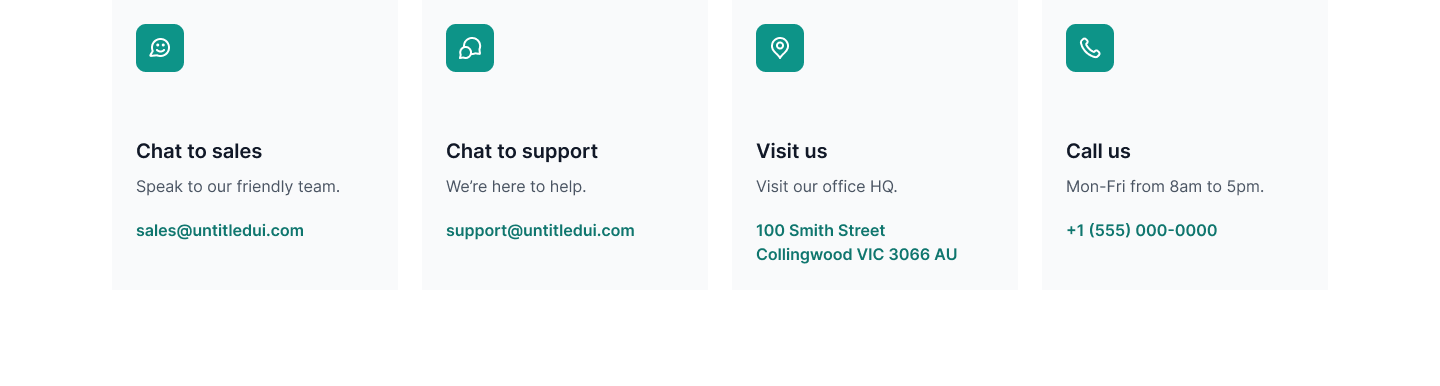 Chat to sales
Speak to our friendly team.
sales@untitledui.com
Chat to support
We’re here to help.
support@untitledui.com
Visit us
Visit our office HQ.
100 Smith Street
Collingwood VIC 3066 AU
Call us
Mon-Fri from 8am to 5pm.
+1 (555) 000-0000